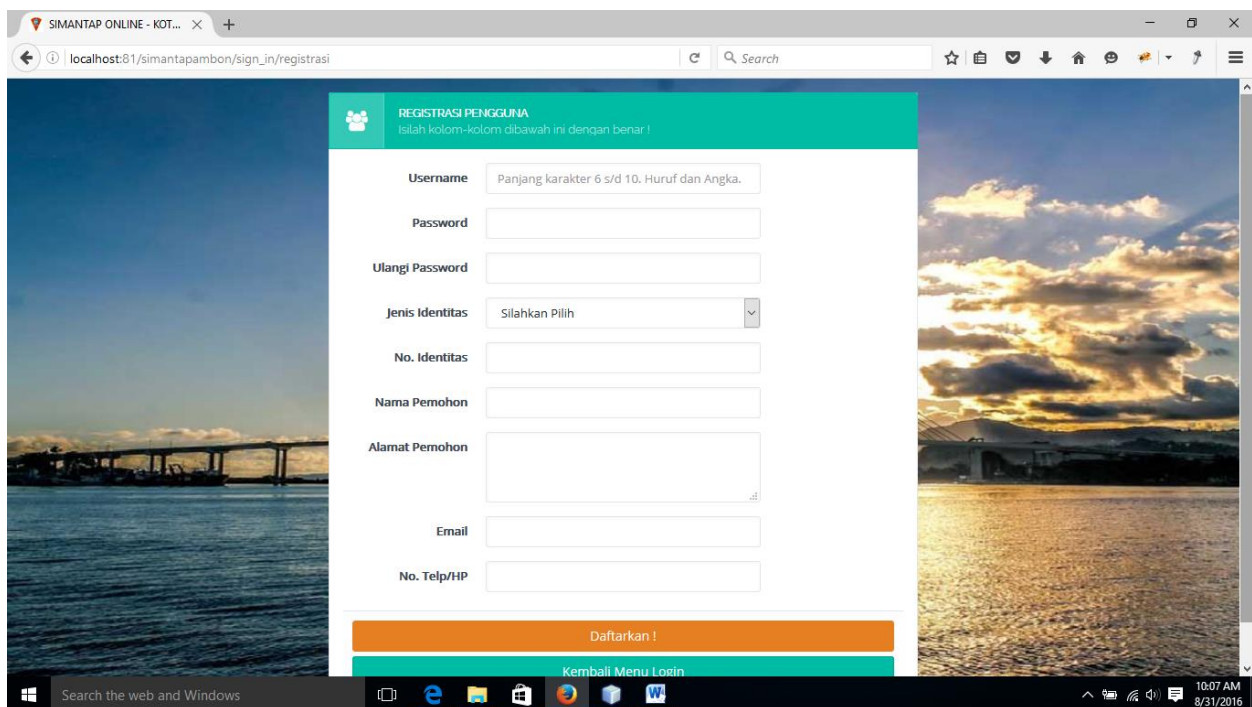 SIMANTAP ONLINE - KOT...
localhost:81/simantapambon/sign_in/registrasi
Search
REGISTRASI PENGGUNA
Isilah kolom-kolom dibawah ini dengan benar !
Username
Panjang karakter 6 s/d 10. Huruf dan Angka.
Password
Ulangi Password
Jenis Identitas
Silahkan Pilih
No. Identitas
Nama Pemohon
Alamat Pemohon
Email
No. Telp/HP
Daftarkan !
Kembali Menu Login
Search the web and Windows
10:07 AM
8/31/2016